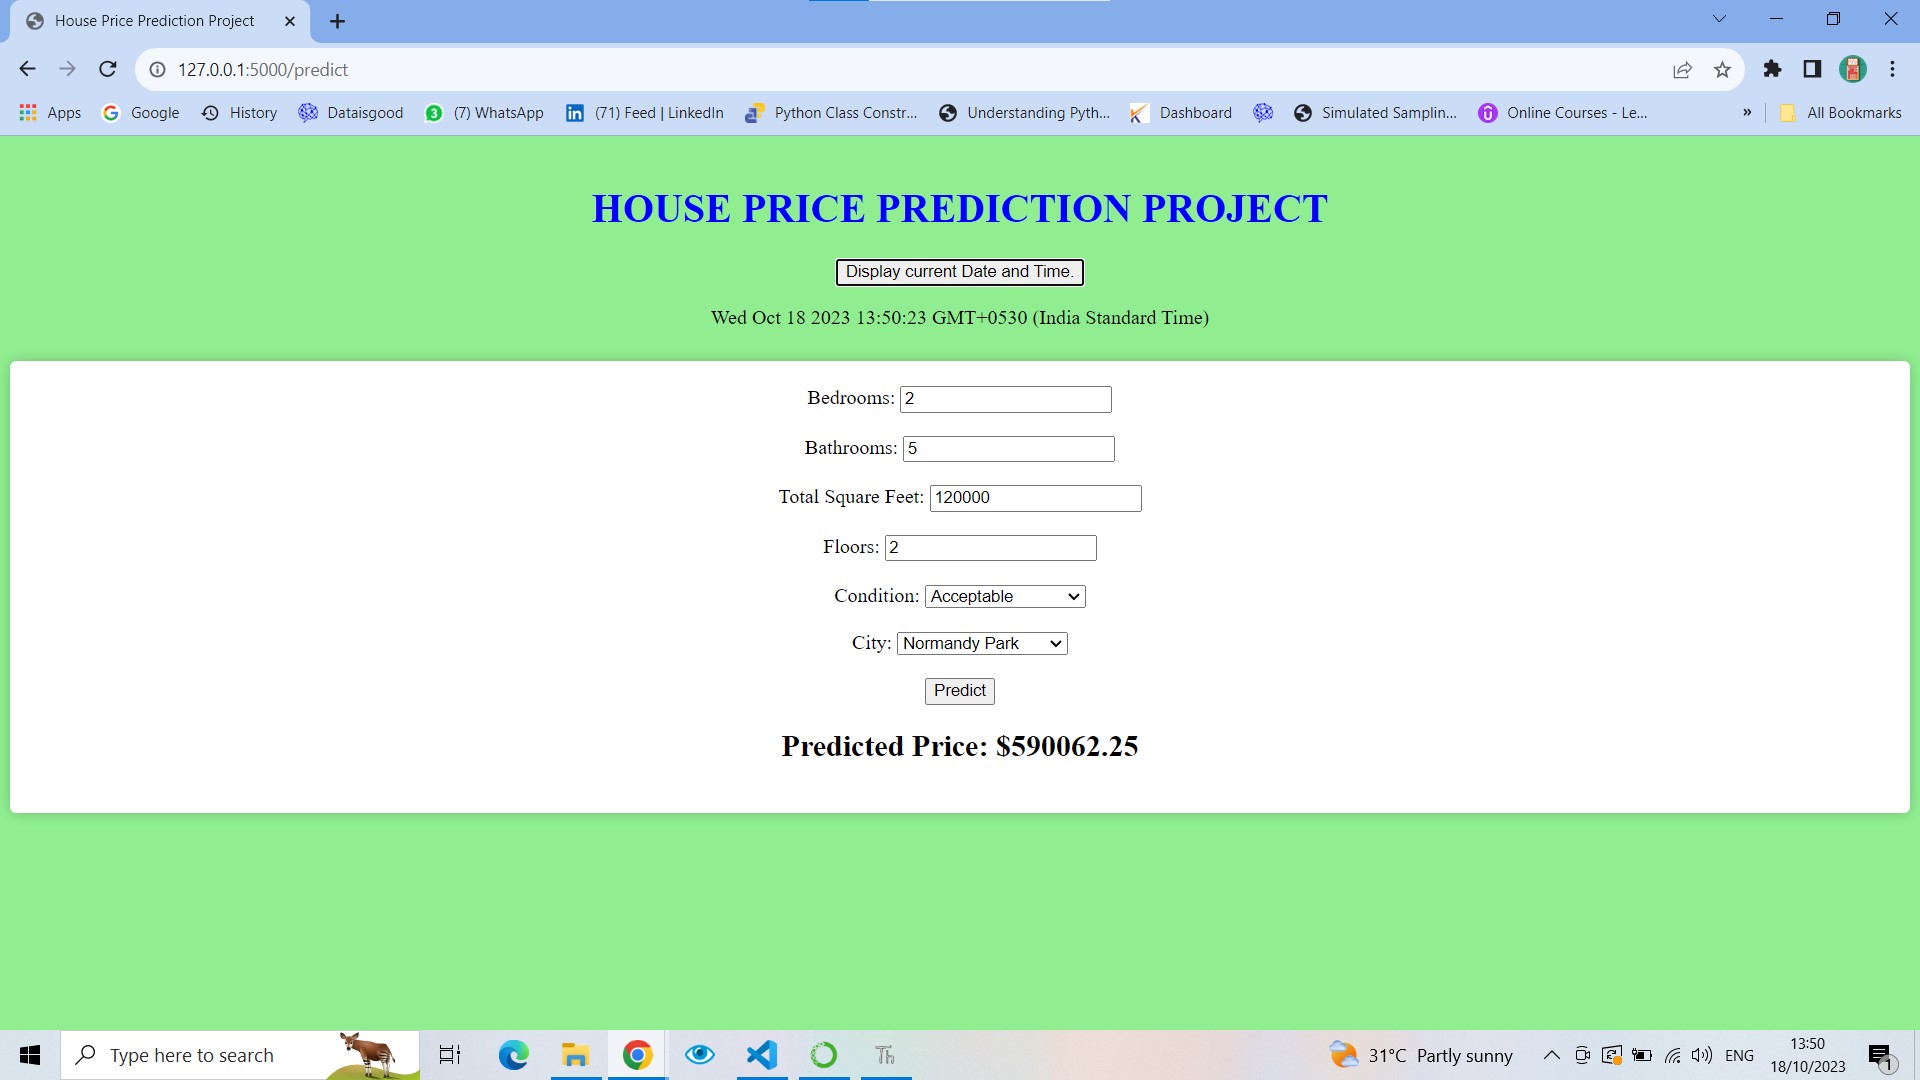 House Price Prediction Project
127.0.0.1:5000/predict
Apps Google History Dataisgood 3 (7) WhatsApp (71) Feed | LinkedIn Python Class Constr... Understanding Pyth... Dashboard Simulated Samplin... Online Courses - Le... » All Bookmarks
HOUSE PRICE PREDICTION PROJECT
Display current Date and Time.
Wed Oct 18 2023 13:50:23 GMT+0530 (India Standard Time)
Bedrooms: 2
Bathrooms: 5
Total Square Feet: 120000
Floors: 2
Condition: Acceptable
City: Normandy Park
Predict
Predicted Price: $590062.25
Type here to search Th 31°C Partly sunny ENG 13:50
18/10/2023 1